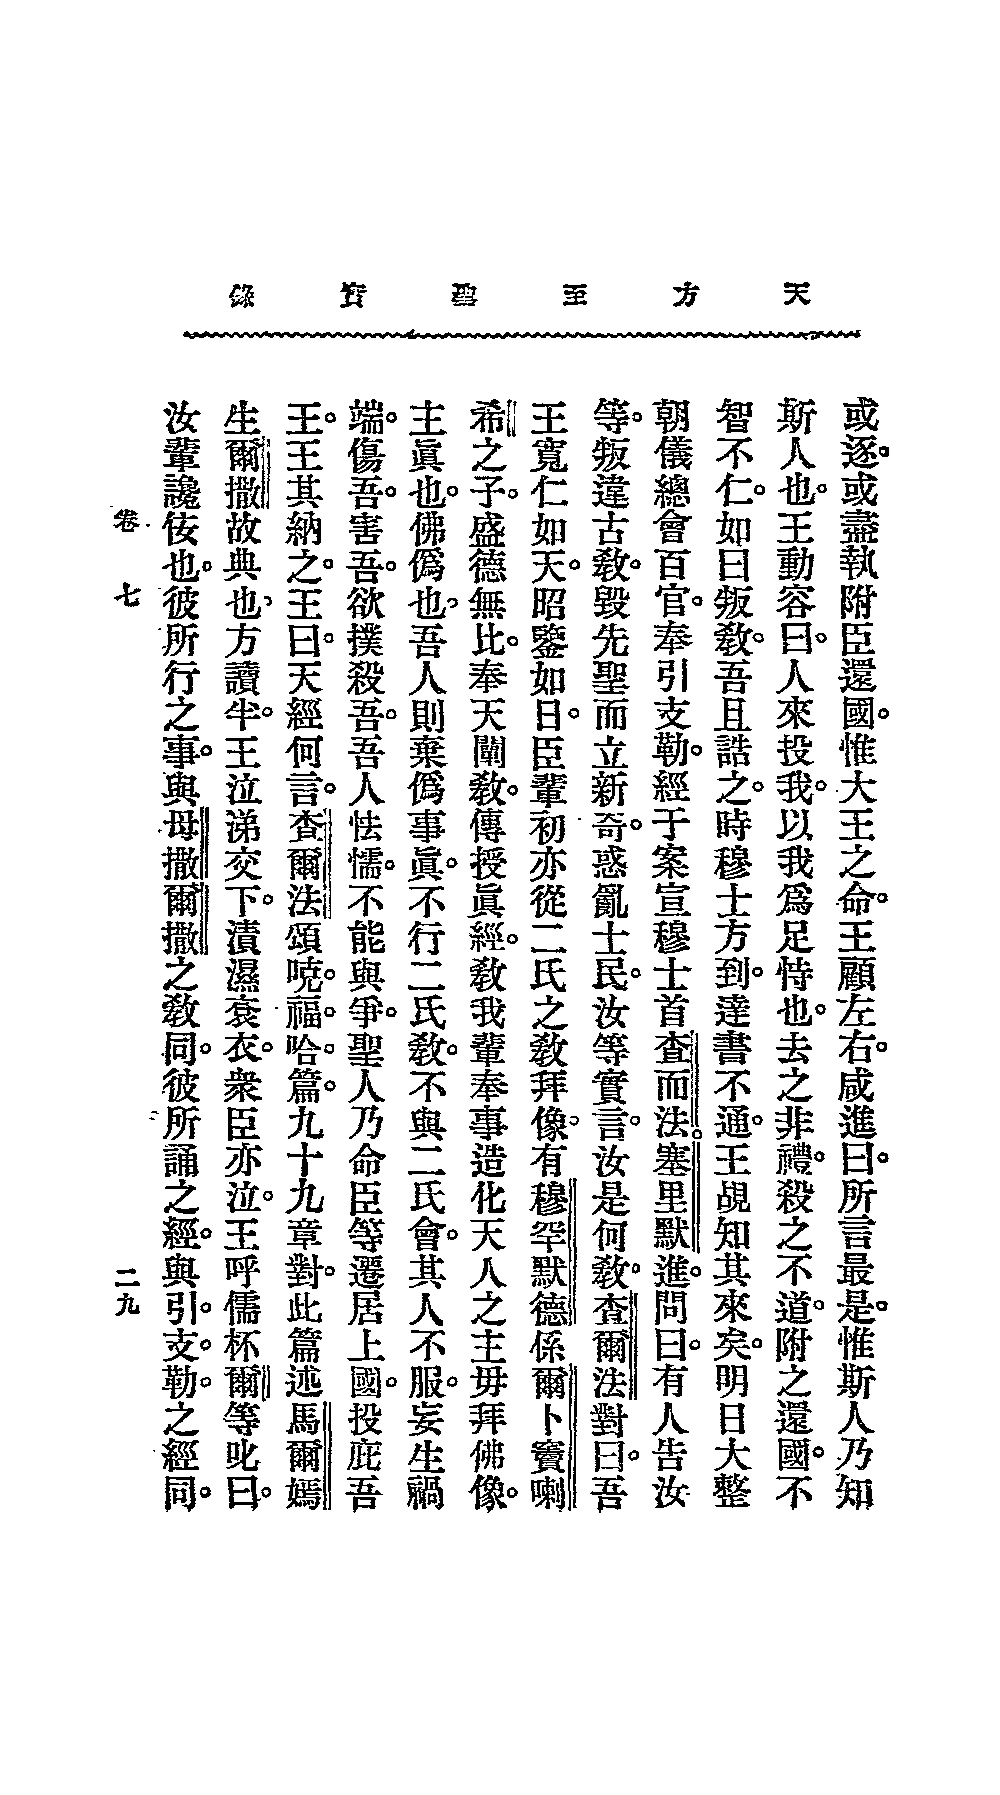 天方至聖實錄
或逐。或盡執附臣還國。惟大王之命。王顧左右。咸進曰。所言最是。惟斯人乃知
斯人也。王動容曰。人來投我。以我爲足恃也。去之非禮。殺之不道。附之還國。不
智不仁。如曰叛敎。吾且誥之。時穆士方到。達書不通。王覘知其來矣。明日大整
朝儀總會百官。奉引支勒。經于案宣穆士首查而法。塞里默進。問曰。有人告汝
等。叛違古敎。毀先聖而立新奇。惑亂士民。汝等實言。汝是何敎。查爾法對曰。吾
王寬仁如天。昭鑒如日。臣輩初亦從二氏之敎拜像。有穆罕默德係爾卜竇喇
希之子。盛德無比。奉天闡敎。傳授眞經。敎我輩奉事造化天人之主毋拜佛像。
主眞也。佛僞也、吾人則棄僞事眞。不行二氏敎。不與二氏會。其人不服。妄生禍
端。傷吾。害吾。欲撲殺吾。吾人怯懦。不能與爭。聖人乃命臣等遷居上國。投庇吾
王。王其納之。王曰。天經何言。查爾法頌喨。福。哈。篇。九十九章對。此篇述馬爾嫣
生爾撒故典也、方讀半。王泣涕交下。漬濕袞衣。衆臣亦泣。王呼儒杯爾等叱曰。
汝輩讒佞也。彼所行之事。與母撒爾撒之敎同。彼所誦之經。與引。支。勒。之經同。
卷七
二九